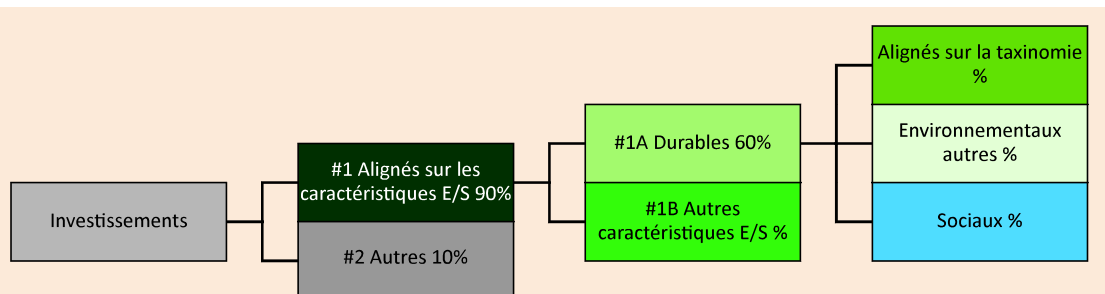 Investissements
#1 Alignés sur les
caractéristiques E/S 90%
#2 Autres 10%
#1A Durables 60%
#1B Autres
caractéristiques E/S %
Alignés sur la taxinomie
%
Environnementaux
autres %
Sociaux %